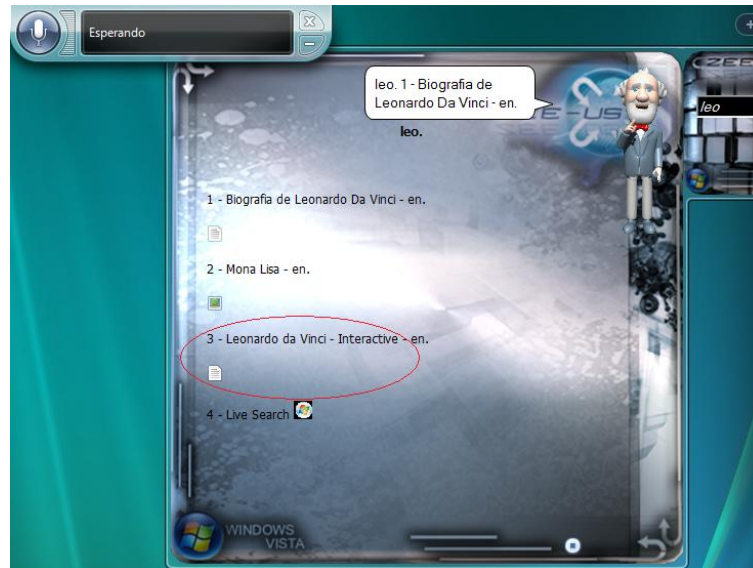 Esperando
leo. 1 - Biografia de
Leonardo Da Vinci - en.
leo.
leo
1 - Biografia de Leonardo Da Vinci - en.
2 - Mona Lisa - en.
3 - Leonardo da Vinci - Interactive - en.
4 - Live Search
WINDOWS
VISTA